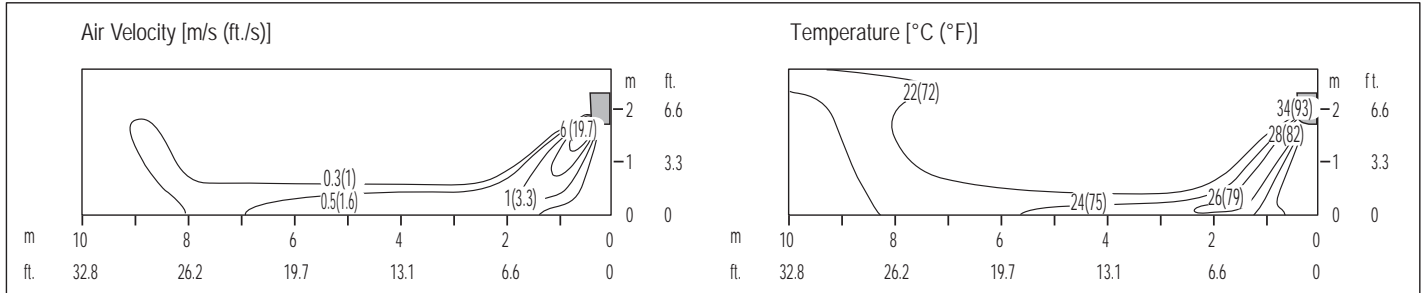 Air Velocity [m/s (ft./s)]
6 (19.7)
0.3(1)
0.5(1.6)
1(3.3)
m ft.
2 6.6
1 3.3
0 0
m 10 8 6 4 2 0
ft. 32.8 26.2 19.7 13.1 6.6 0
Temperature [°C (°F)]
22(72)
34(93)
28(82)
24(75)
26(79)
m ft.
2 6.6
1 3.3
0 0
m 10 8 6 4 2 0
ft. 32.8 26.2 19.7 13.1 6.6 0